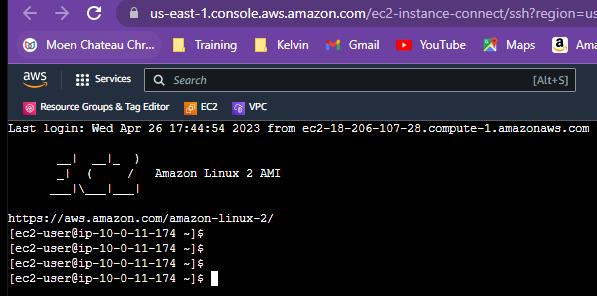 us-east-1.console.aws.amazon.com/ec2-instance-connect/ssh?region=us
Moen Chateau Chr... Training Kelvin Gmail YouTube Maps Amaz
aws Services Search [Alt+S]
Resource Groups & Tag Editor EC2 VPC
Last login: Wed Apr 26 17:44:54 2023 from ec2-18-206-107-28.compute-1.amazonaws.com
__|  __|_  )
_|  (     /   Amazon Linux 2 AMI
___|\___|___|
https://aws.amazon.com/amazon-linux-2/
[ec2-user@ip-10-0-11-174 ~]$
[ec2-user@ip-10-0-11-174 ~]$
[ec2-user@ip-10-0-11-174 ~]$
[ec2-user@ip-10-0-11-174 ~]$